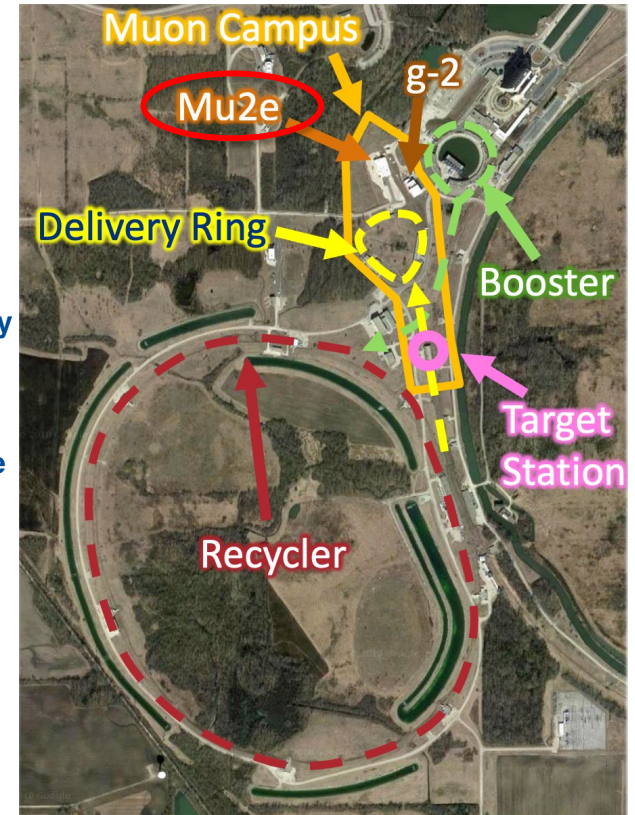 Muon Campus
g-2
Mu2e
Delivery Ring
Booster
y
e
Target
Station
Recycler